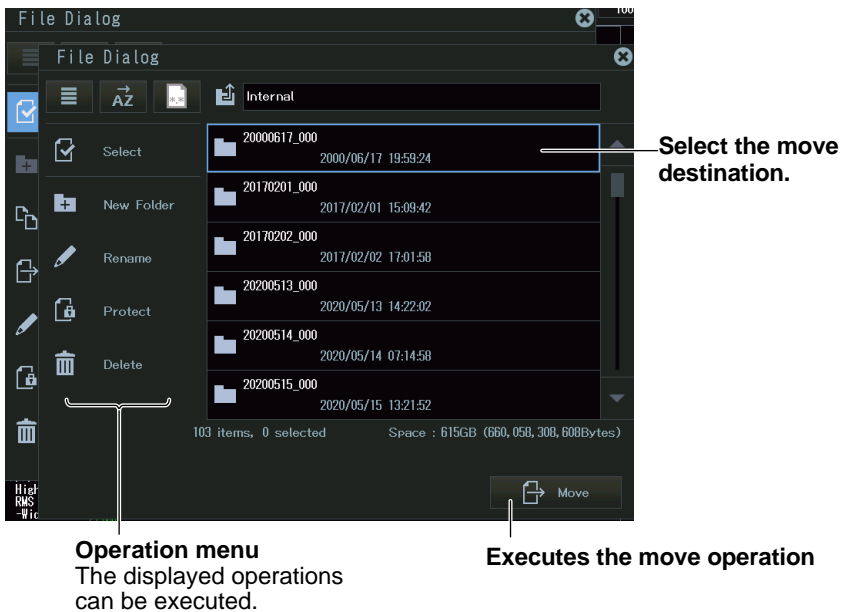 File Dialog
100
File Dialog
AZ
*.*
Internal
Select
20000617_000
2000/06/17 19:59:24
Select the move
destination.
New Folder
20170201_000
2017/02/01 15:09:42
Rename
20170202_000
2017/02/02 17:01:58
Protect
20200513_000
2020/05/13 14:22:02
Delete
20200514_000
2020/05/14 07:14:58
20200515_000
2020/05/15 13:21:52
103 items, 0 selected Space : 615GB (660,058,308,608Bytes)
High
RMS
-Wid
Move
Operation menu
The displayed operations
can be executed.
Executes the move operation